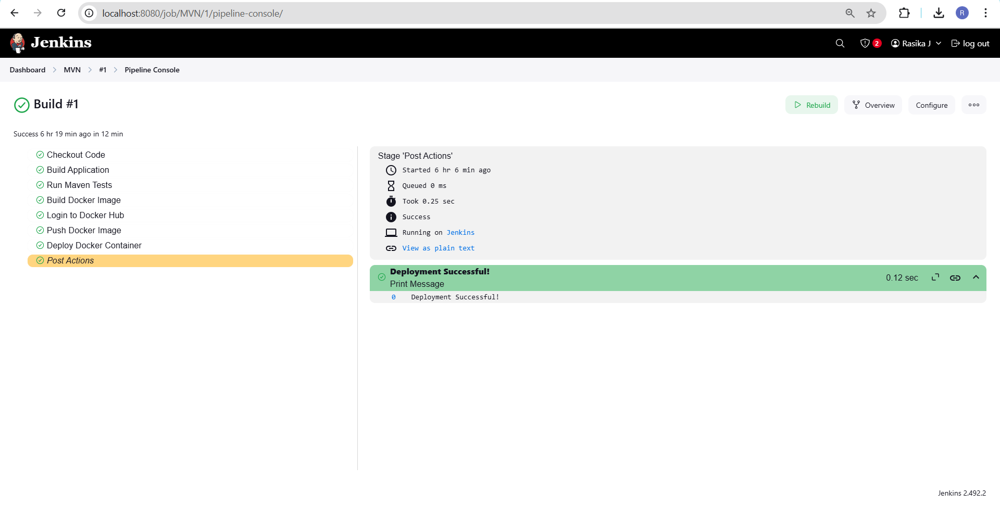 localhost:8080/job/MVN/1/pipeline-console/
R
Jenkins
2
Rasika J
log out
Dashboard
MVN
#1
Pipeline Console
Build #1
Rebuild
Overview
Configure
Success 6 hr 19 min ago in 12 min
Checkout Code
Build Application
Run Maven Tests
Build Docker Image
Login to Docker Hub
Push Docker Image
Deploy Docker Container
Post Actions
Stage 'Post Actions'
Started 6 hr 6 min ago
Queued 0 ms
Took 0.25 sec
Success
Running on Jenkins
View as plain text
Deployment Successful!
Print Message
0.12 sec
0 Deployment Successful!
Jenkins 2.492.2